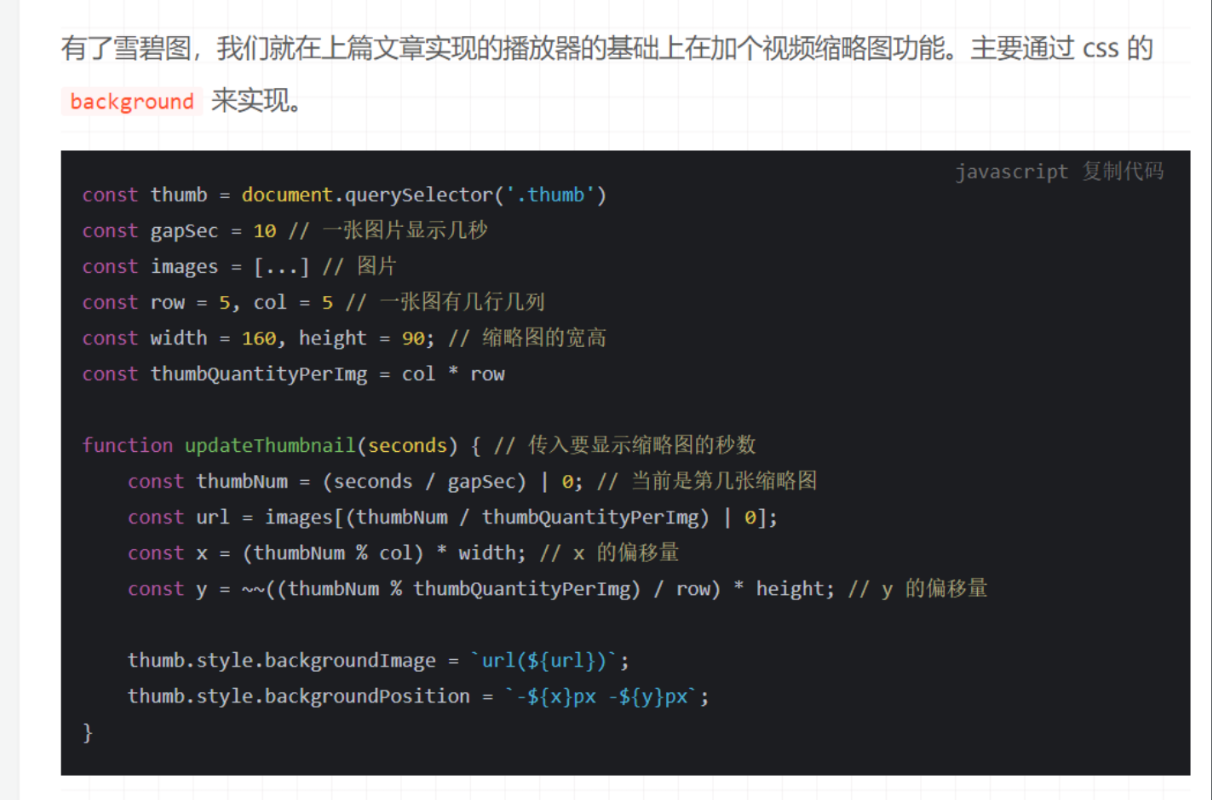 有了雪碧图，我们就在上篇文章实现的播放器的基础上在加个视频缩略图功能。主要通过 css 的
background 来实现。
javascript 复制代码
const thumb = document.querySelector('.thumb')
const gapSec = 10 // 一张图片显示几秒
const images = [...] // 图片
const row = 5, col = 5 // 一张图有几行几列
const width = 160, height = 90; // 缩略图的宽高
const thumbQuantityPerImg = col * row
function updateThumbnail(seconds) { // 传入要显示缩略图的秒数
const thumbNum = (seconds / gapSec) | 0; // 当前是第几张缩略图
const url = images[(thumbNum / thumbQuantityPerImg) | 0];
const x = (thumbNum % col) * width; // x 的偏移量
const y = ~~((thumbNum % thumbQuantityPerImg) / row) * height; // y 的偏移量
thumb.style.backgroundImage = `url(${url})`;
thumb.style.backgroundPosition = `-${x}px -${y}px`;
}